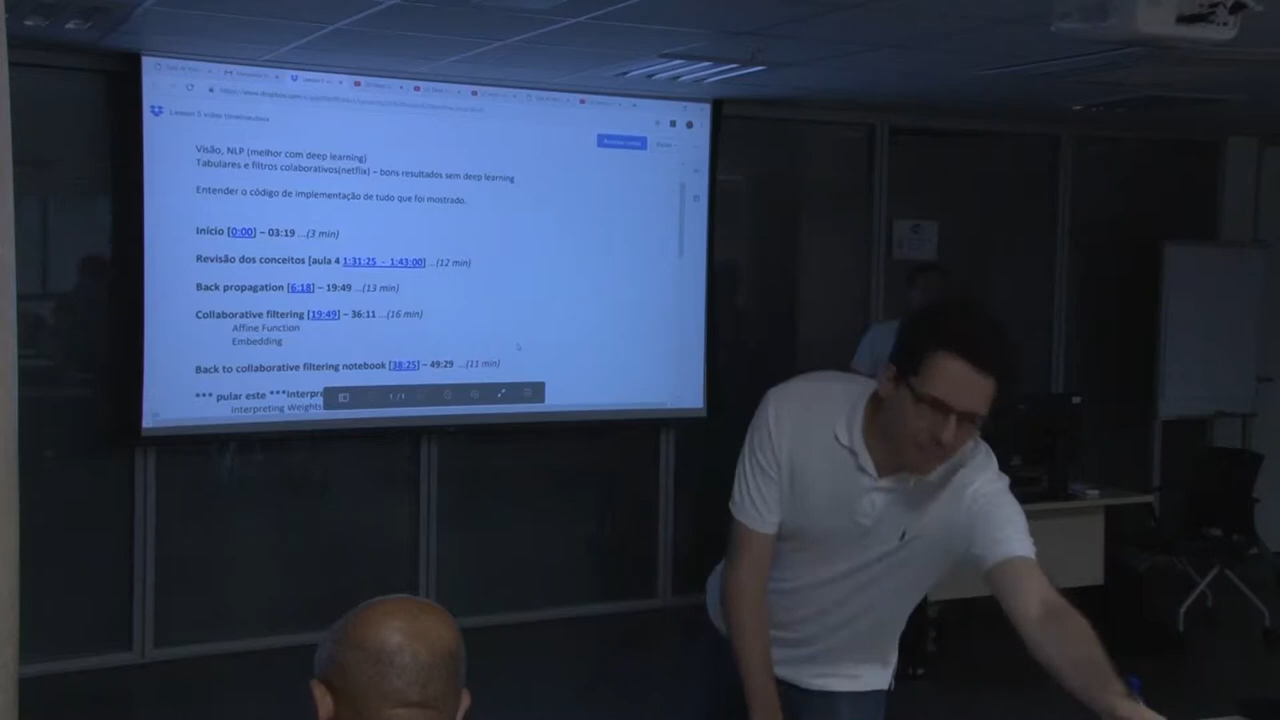 Lesson 5 video timelines
Visão, NLP (melhor com deep learning)
Tabulares e filtros colaborativos(netflix) – bons resultados sem deep learning
Entender o código de implementação de tudo que foi mostrado.
Início [0:00] – 03:19 ...(3 min)
Revisão dos conceitos [aula 4 1:31:25 - 1:43:00] ...(12 min)
Back propagation [6:18] – 19:49 ...(13 min)
Collaborative filtering [19:49] – 36:11 ...(16 min)
Affine Function
Embedding
Back to collaborative filtering notebook [38:25] – 49:29 ...(11 min)
*** pular este ***Interpre
Interpreting Weights
1 / 1